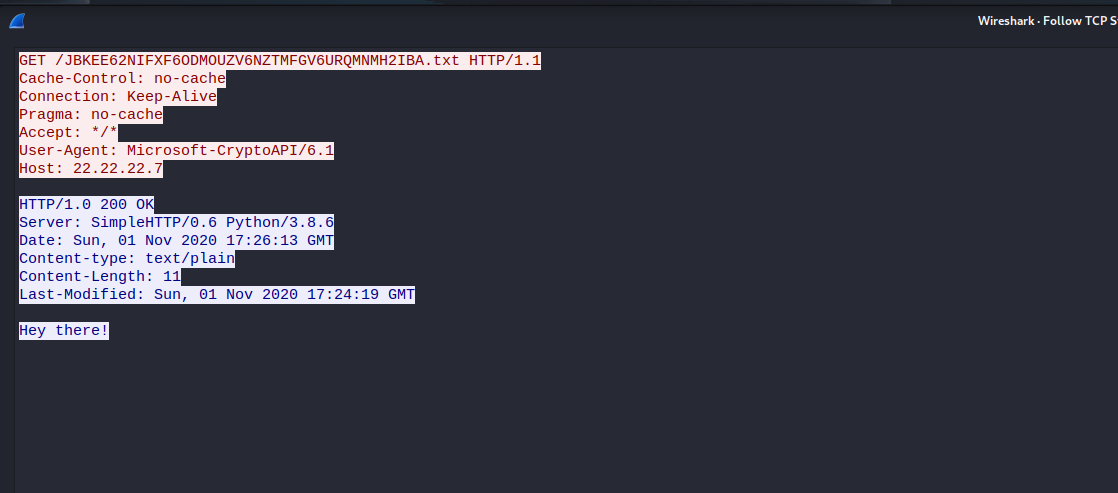 Wireshark · Follow TCP S
GET /JBKEE62NIFXF6ODMOUZV6NZTMFGV6URQMNMH2IBA.txt HTTP/1.1
Cache-Control: no-cache
Connection: Keep-Alive
Pragma: no-cache
Accept: */*
User-Agent: Microsoft-CryptoAPI/6.1
Host: 22.22.22.7
HTTP/1.0 200 OK
Server: SimpleHTTP/0.6 Python/3.8.6
Date: Sun, 01 Nov 2020 17:26:13 GMT
Content-type: text/plain
Content-Length: 11
Last-Modified: Sun, 01 Nov 2020 17:24:19 GMT
Hey there!